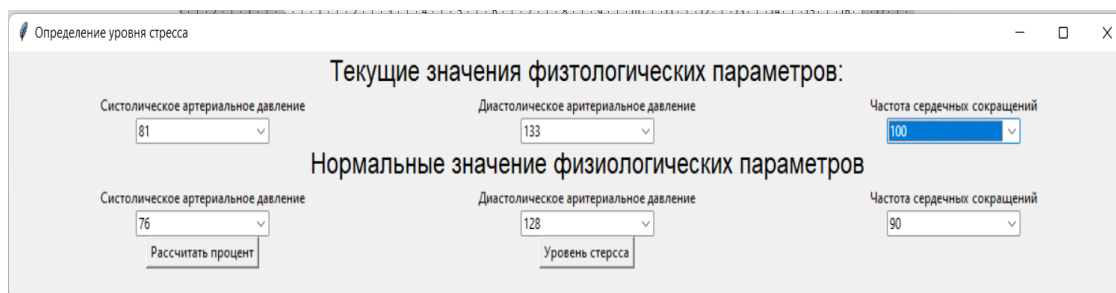 Определение уровня стресса
Текущие значения физтологических параметров:
Систолическое артериальное давление Диастолическое аритериальное давление Частота сердечных сокращений
81 133 100
Нормальные значение физиологических параметров
Систолическое артериальное давление Диастолическое аритериальное давление Частота сердечных сокращений
76 128 90
Рассчитать процент Уровень стерсса